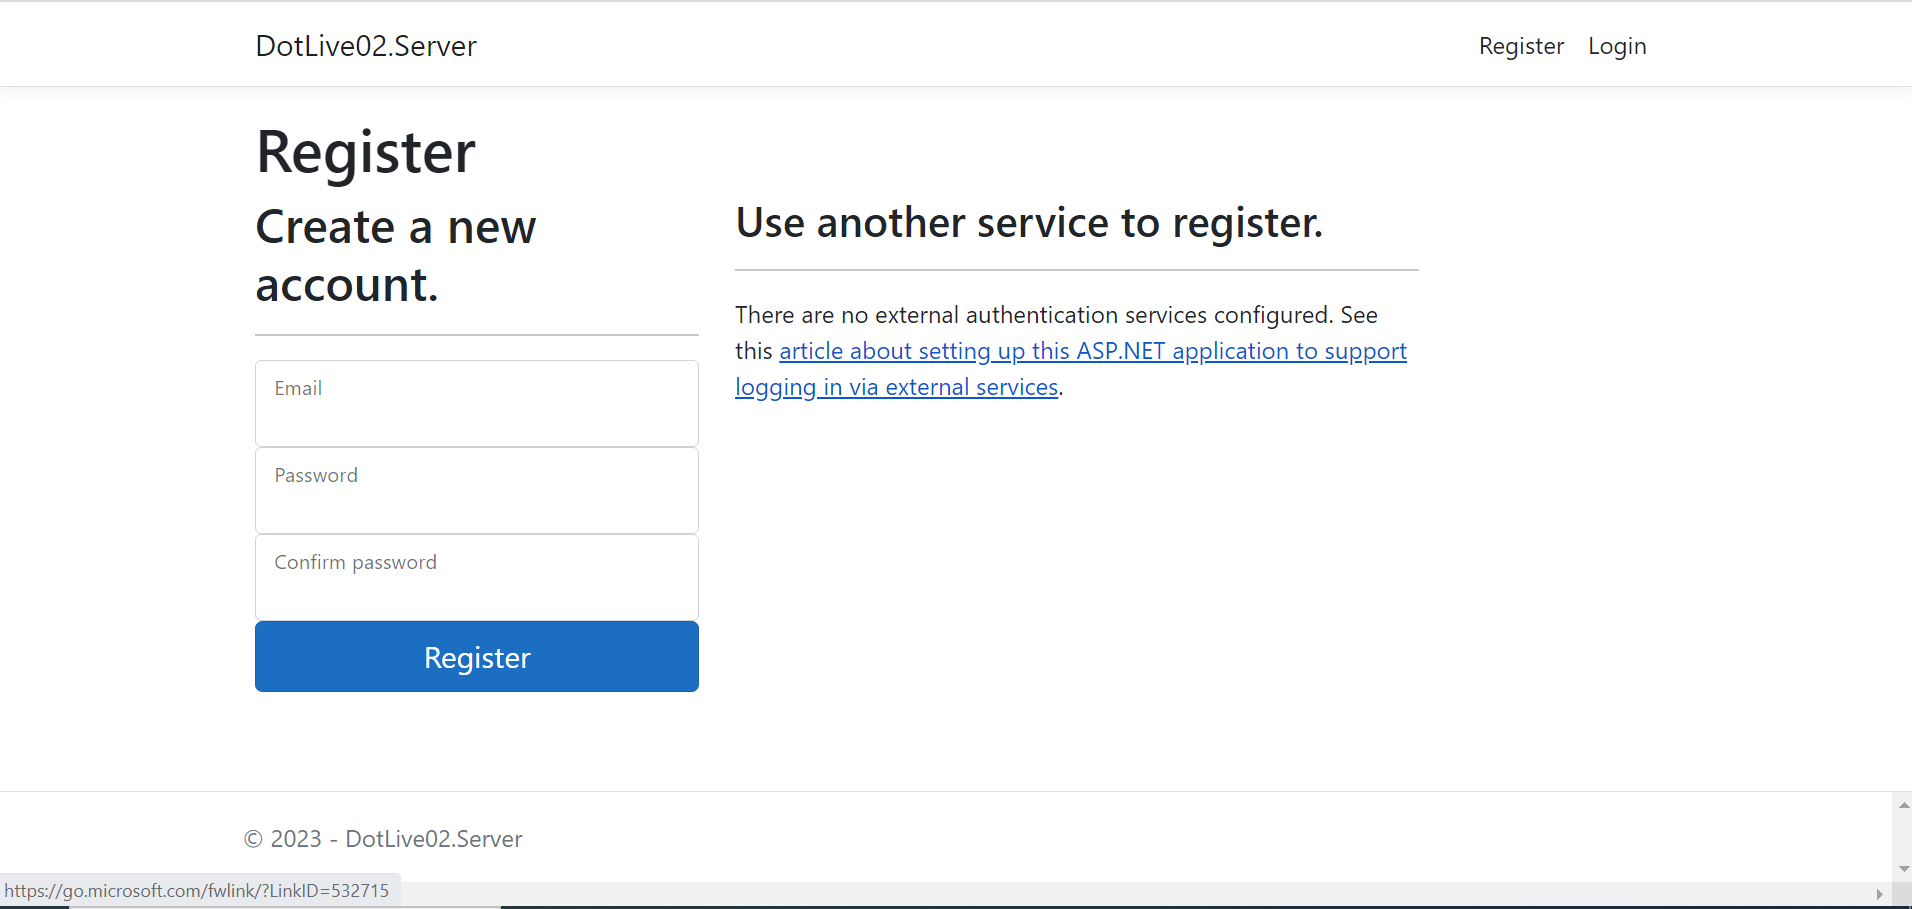 DotLive02.Server
Register Login
Register
Create a new
account.
Email
Password
Confirm password
Register
Use another service to register.
There are no external authentication services configured. See
this article about setting up this ASP.NET application to support
logging in via external services.
© 2023 - DotLive02.Server
https://go.microsoft.com/fwlink/?LinkID=532715